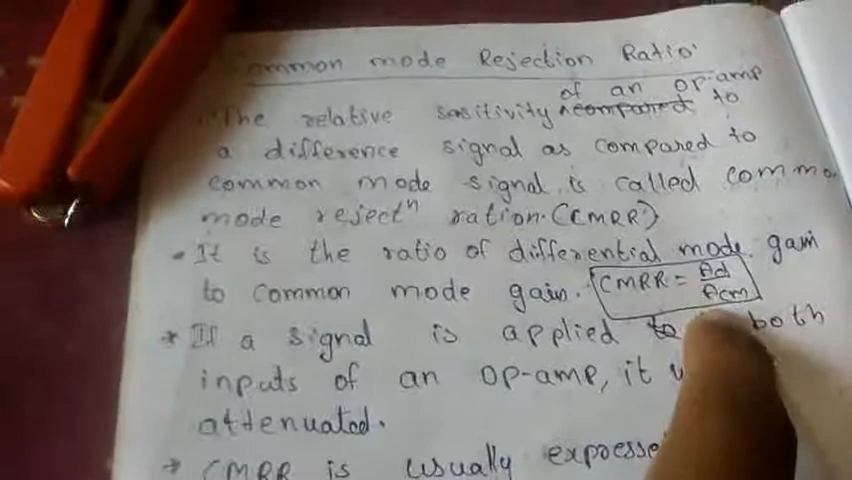 ommon mode Rejection Ratio
of an op-amp
The relative sesitivity compared to
a difference signal as compared to
common mode signal is called commo
mode rejectⁿ ration. (CMRR)
It is the ratio of differential mode gain
to common mode gain. CMRR = Ad/Acm
* If a signal is applied to both
inputs of an op-amp, it
attenuated.
CMRR is usually expresse